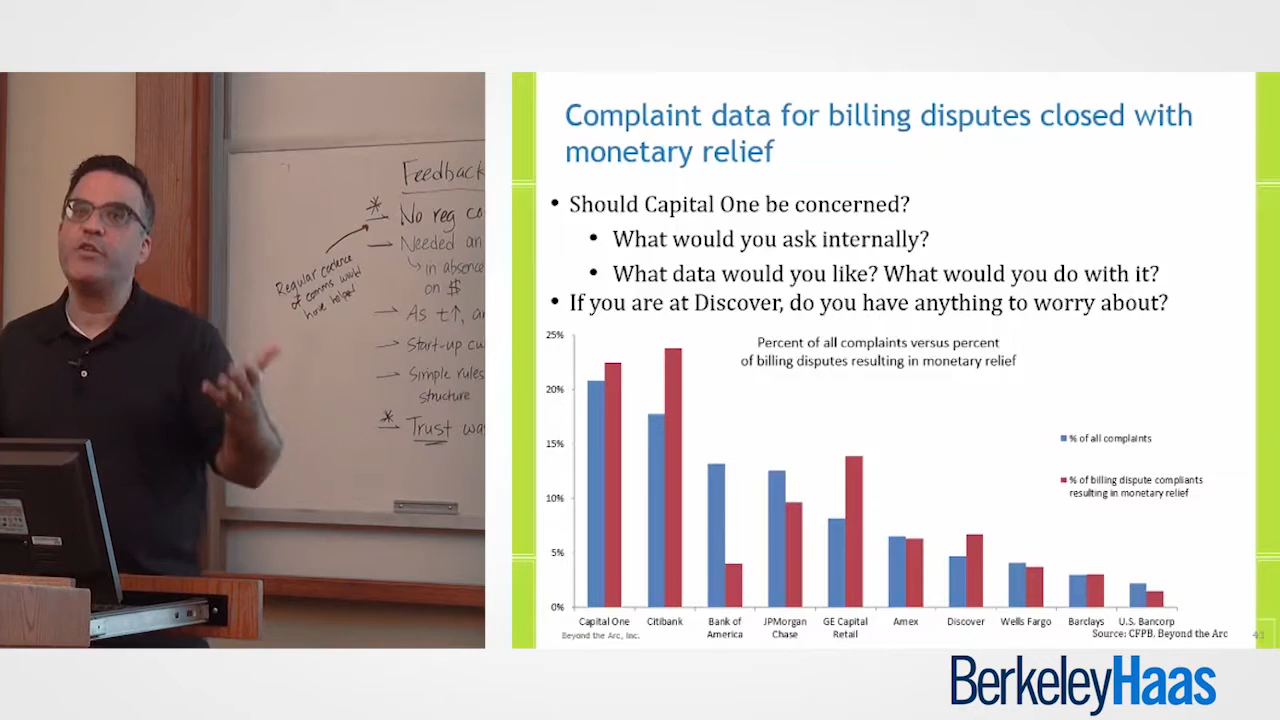 Feedback
No reg co
Needed an
in absence
on $
Regular cadence
of comms would
have helped
As t↑, an
Start-up cu
Simple rules
structure
Trust wa
Complaint data for billing disputes closed with
monetary relief
• Should Capital One be concerned?
• What would you ask internally?
• What data would you like? What would you do with it?
• If you are at Discover, do you have anything to worry about?
Percent of all complaints versus percent
of billing disputes resulting in monetary relief
25%
20%
15%
10%
5%
0%
% of all complaints
% of billing dispute compliants
resulting in monetary relief
Capital One Citibank Bank of JPMorgan GE Capital Amex Discover Wells Fargo Barclays U.S. Bancorp
America Chase Retail
Beyond the Arc, Inc.
Source: CFPB, Beyond the Arc
41
BerkeleyHaas